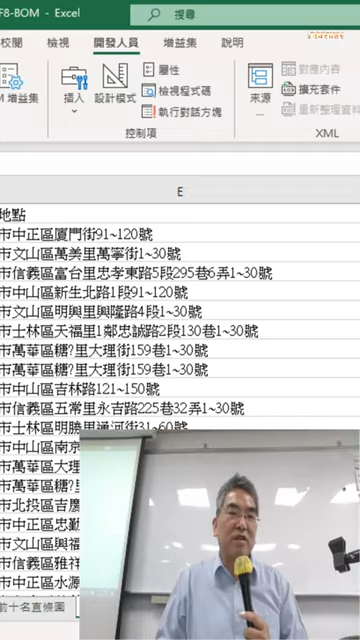 F8-BOM - Excel
搜尋
校閱 檢視 開發人員 增益集 說明
M 增益集
插入
設計模式
屬性
檢視程式碼
執行對話方塊
控制項
來源
對應內容
擴充套件
重新整理資料
XML
E
地點
市中正區廈門街91~120號
市文山區萬美里萬寧街1~30號
市信義區富台里忠孝東路5段295巷6弄1~30號
市中山區新生北路1段91~120號
市文山區明興里興隆路4段1~30號
市士林區天福里1鄰忠誠路2段130巷1~30號
市萬華區糖?里大理街159巷1~30號
市萬華區糖?里大理街159巷1~30號
市中山區吉林路121~150號
市信義區五常里永吉路225巷32弄1~30號
市士林區明勝里通河街31~60號
市中山區南京
市萬華區大理
市萬華區糖?
市北投區吉慶
市中正區忠勤
市文山區興福
市信義區雅祥
市中正區水源
前十名直條圖